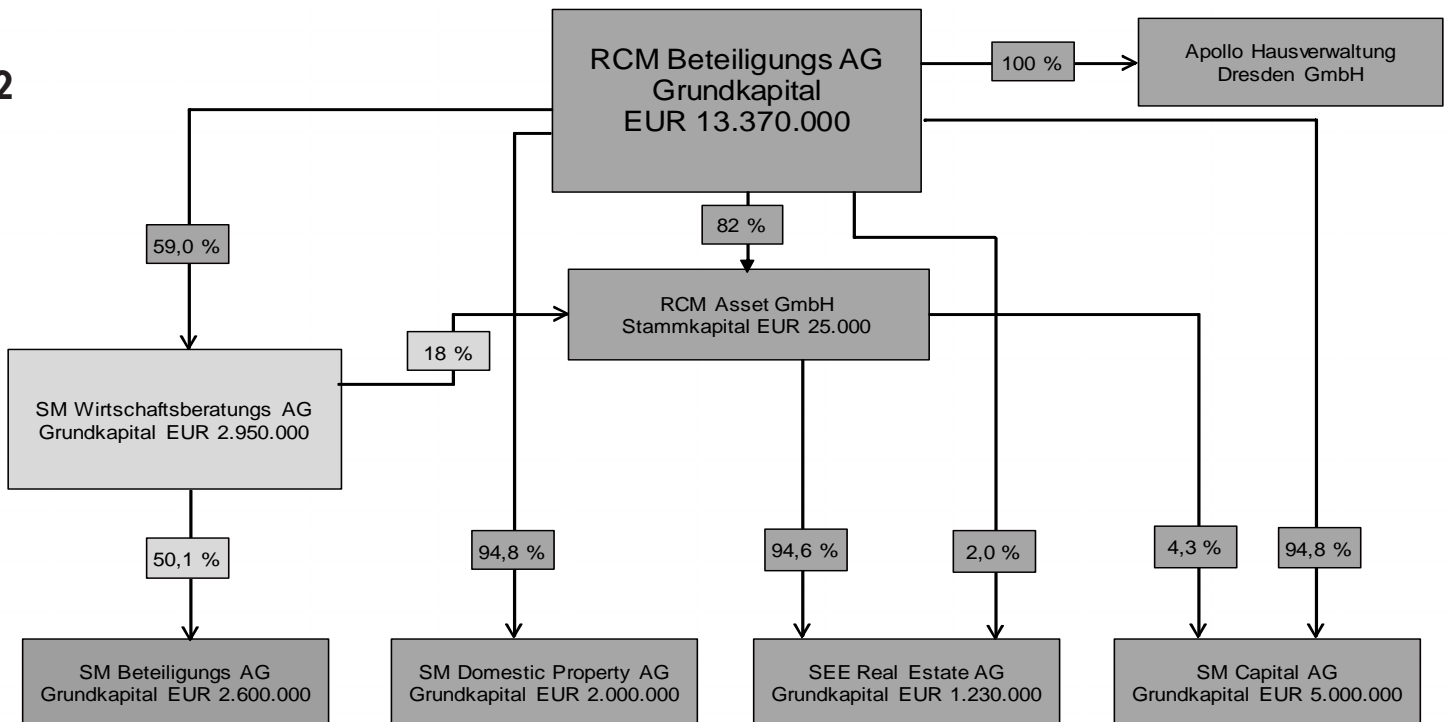 2
RCM Beteiligungs AG
Grundkapital
EUR 13.370.000
100 %
Apollo Hausverwaltung
Dresden GmbH
59,0 %
82 %
RCM Asset GmbH
Stammkapital EUR 25.000
18 %
SM Wirtschaftsberatungs AG
Grundkapital EUR 2.950.000
50,1 %
94,8 %
94,6 %
2,0 %
4,3 %
94,8 %
SM Beteiligungs AG
Grundkapital EUR 2.600.000
SM Domestic Property AG
Grundkapital EUR 2.000.000
SEE Real Estate AG
Grundkapital EUR 1.230.000
SM Capital AG
Grundkapital EUR 5.000.000